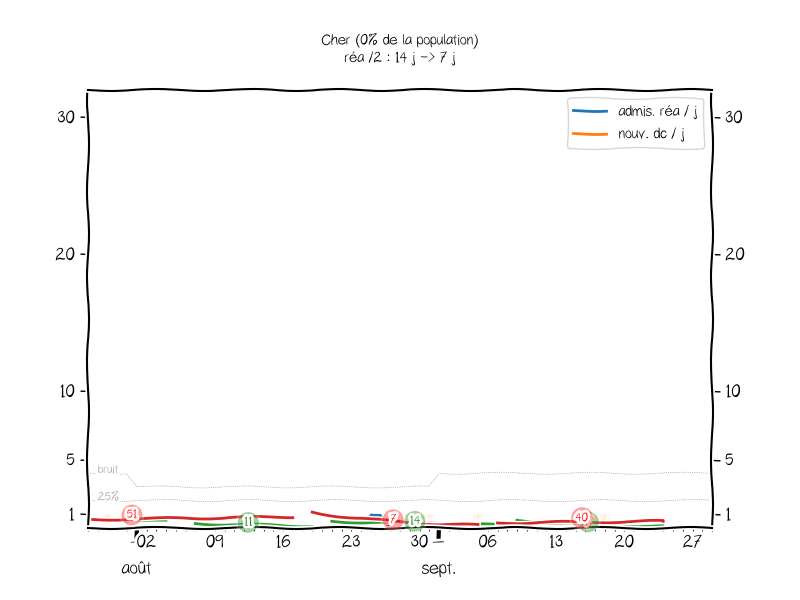 Cher (0% de la population)
réa /2 : 14 j -> 7 j
admis. réa / j
nouv. dc / j
30 30
20 20
10 10
5 5
bruit
25%
1 1
51 11 7 14 40
02 09 16 23 30 06 13 20 27
août sept.